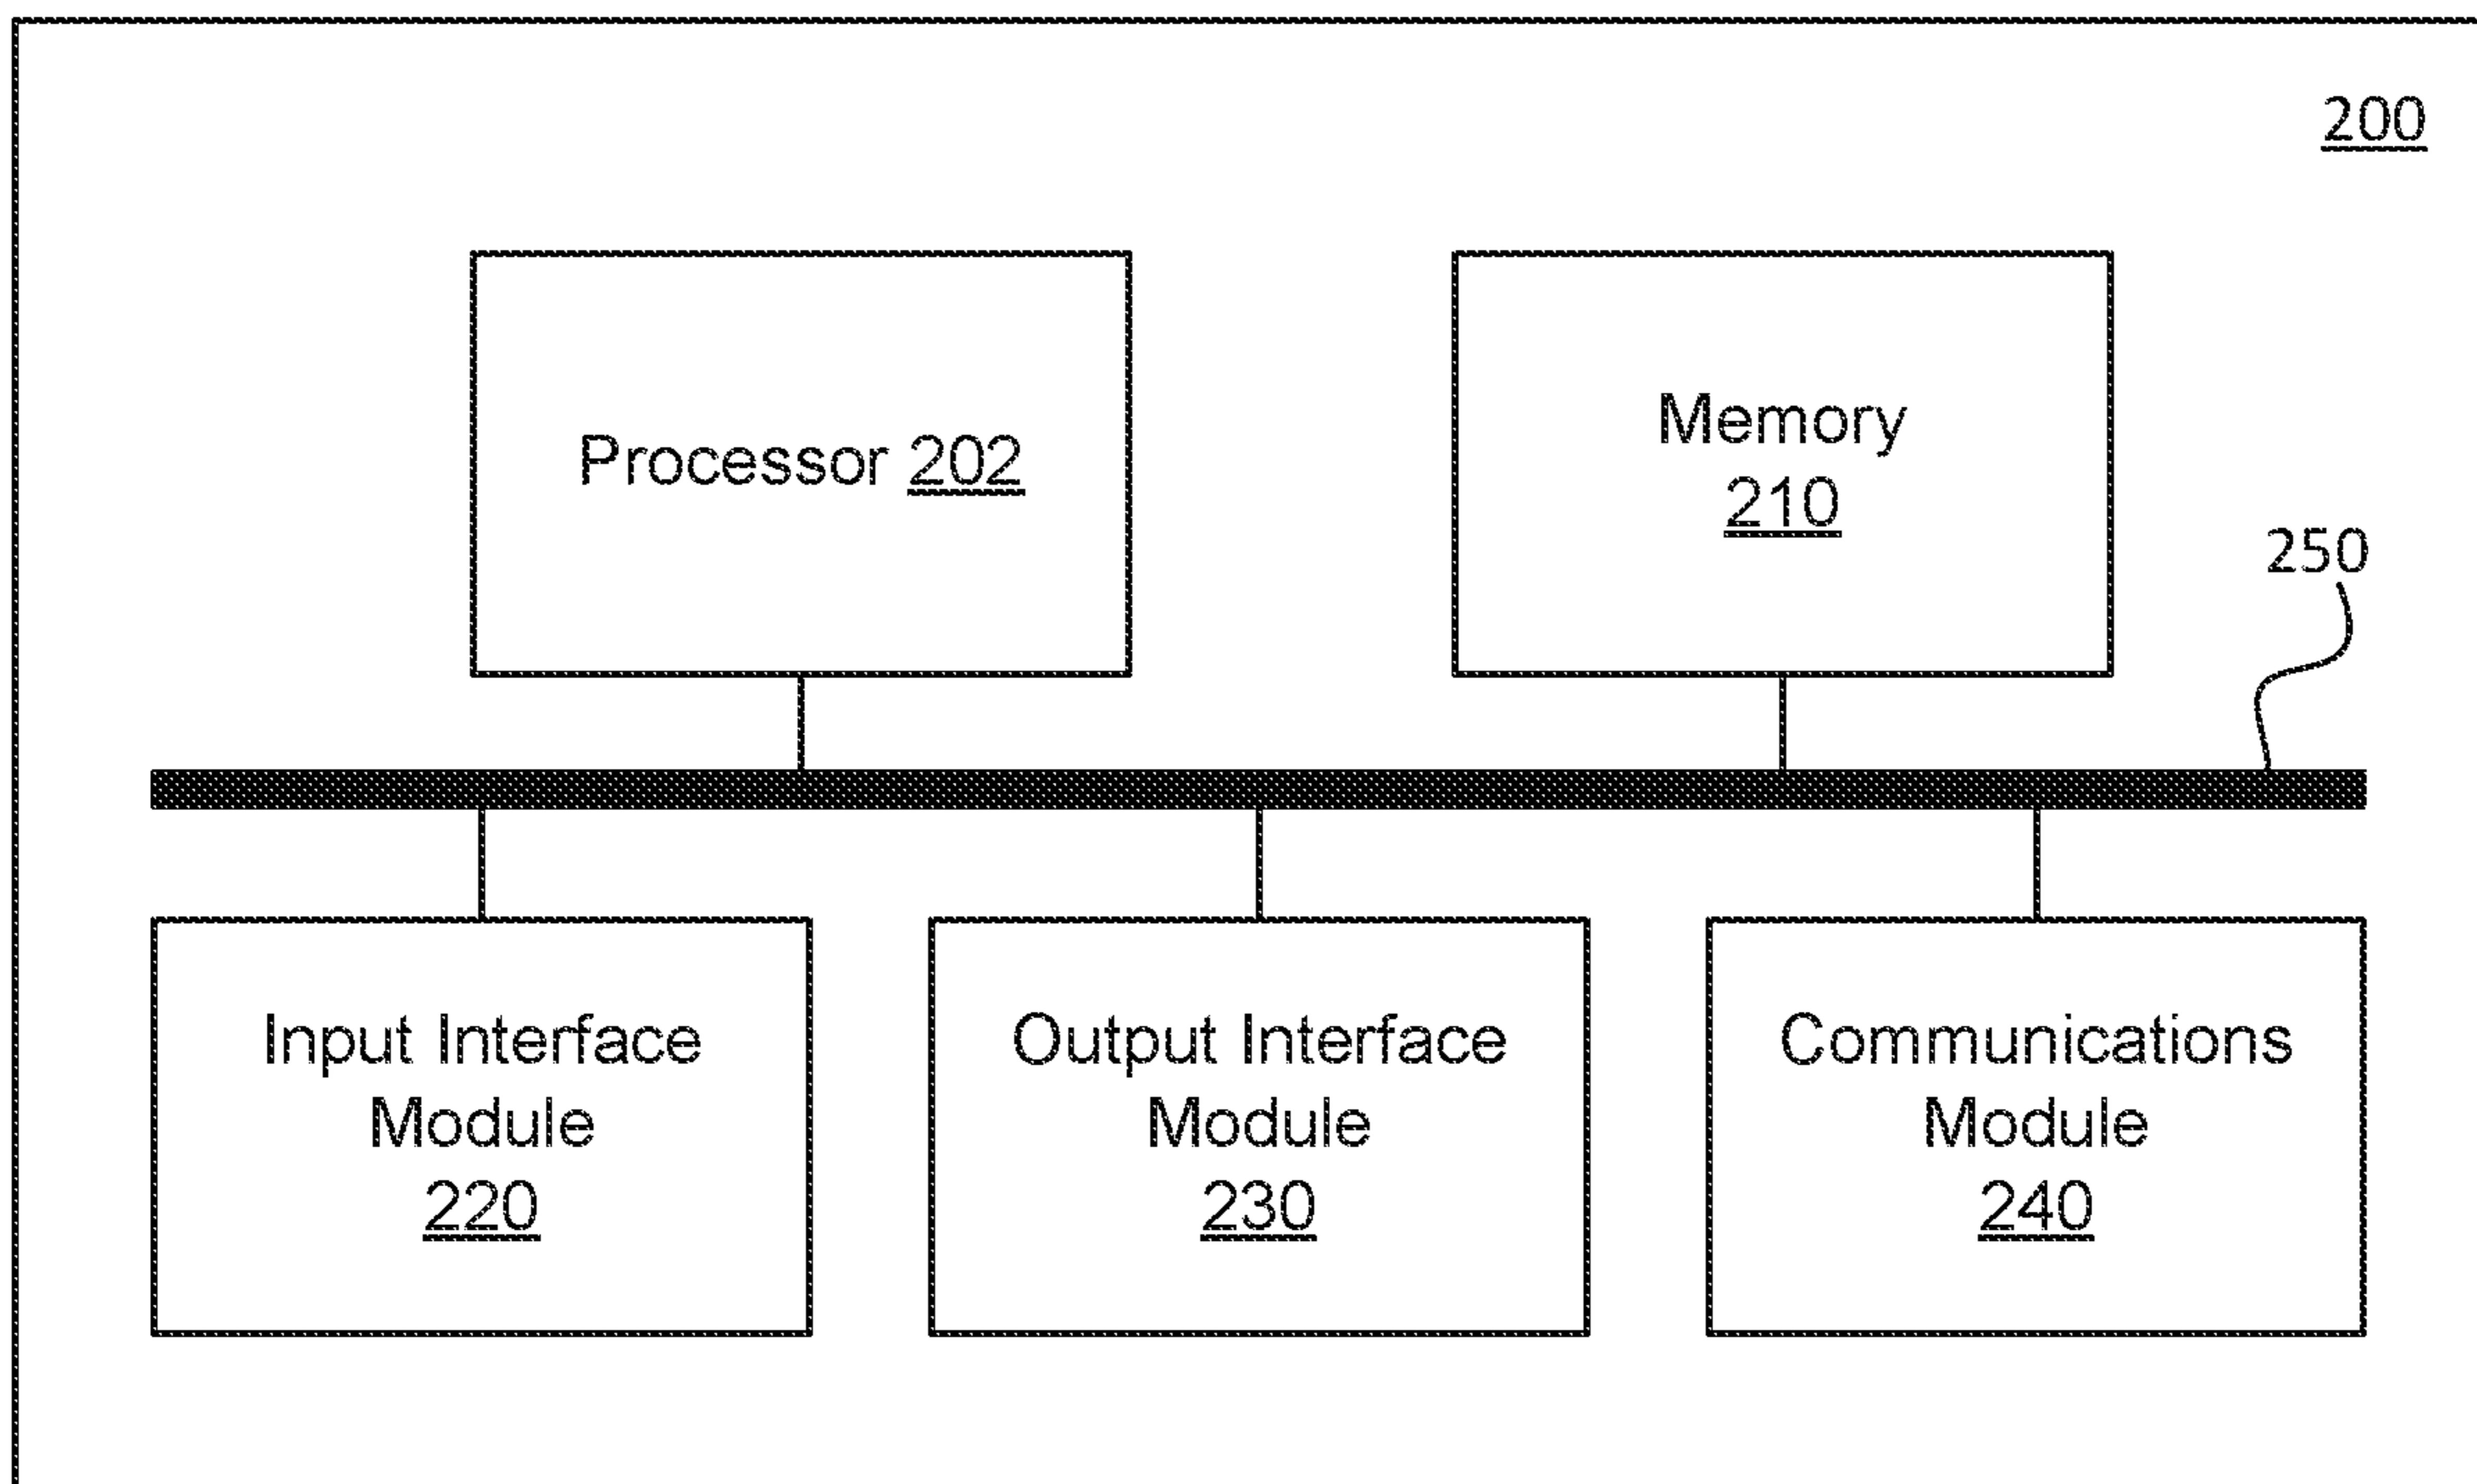 200
Processor 202
Memory
210
250
Input Interface
Module
220
Output Interface
Module
230
Communications
Module
240